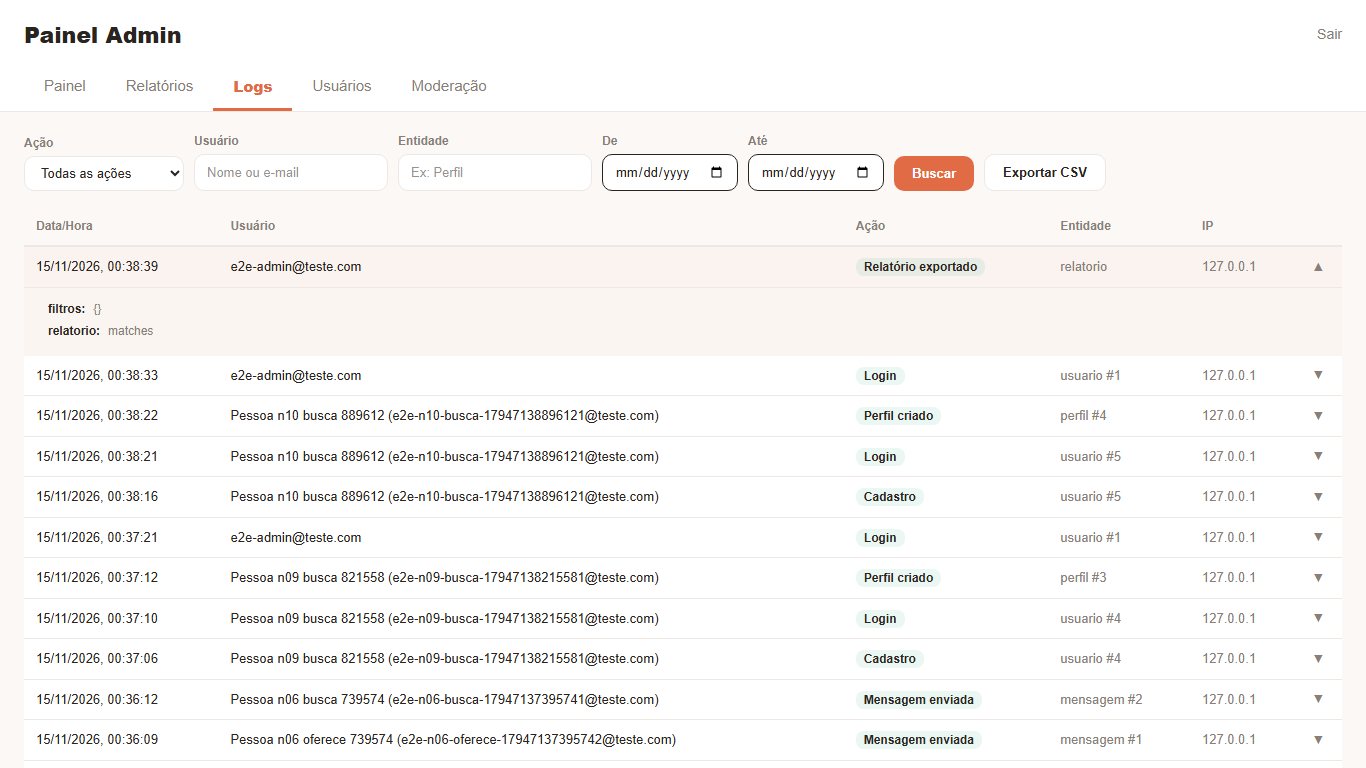 Painel Admin
Sair
Painel Relatórios Logs Usuários Moderação
Ação Usuário Entidade De Até
Todas as ações Nome ou e-mail Ex: Perfil mm/dd/yyyy mm/dd/yyyy Buscar Exportar CSV
Data/Hora Usuário Ação Entidade IP
15/11/2026, 00:38:39 e2e-admin@teste.com Relatório exportado relatorio 127.0.0.1 ▲
filtros: {}
relatorio: matches
15/11/2026, 00:38:33 e2e-admin@teste.com Login usuario #1 127.0.0.1 ▼
15/11/2026, 00:38:22 Pessoa n10 busca 889612 (e2e-n10-busca-17947138896121@teste.com) Perfil criado perfil #4 127.0.0.1 ▼
15/11/2026, 00:38:21 Pessoa n10 busca 889612 (e2e-n10-busca-17947138896121@teste.com) Login usuario #5 127.0.0.1 ▼
15/11/2026, 00:38:16 Pessoa n10 busca 889612 (e2e-n10-busca-17947138896121@teste.com) Cadastro usuario #5 127.0.0.1 ▼
15/11/2026, 00:37:21 e2e-admin@teste.com Login usuario #1 127.0.0.1 ▼
15/11/2026, 00:37:12 Pessoa n09 busca 821558 (e2e-n09-busca-17947138215581@teste.com) Perfil criado perfil #3 127.0.0.1 ▼
15/11/2026, 00:37:10 Pessoa n09 busca 821558 (e2e-n09-busca-17947138215581@teste.com) Login usuario #4 127.0.0.1 ▼
15/11/2026, 00:37:06 Pessoa n09 busca 821558 (e2e-n09-busca-17947138215581@teste.com) Cadastro usuario #4 127.0.0.1 ▼
15/11/2026, 00:36:12 Pessoa n06 busca 739574 (e2e-n06-busca-17947137395741@teste.com) Mensagem enviada mensagem #2 127.0.0.1 ▼
15/11/2026, 00:36:09 Pessoa n06 oferece 739574 (e2e-n06-oferece-17947137395742@teste.com) Mensagem enviada mensagem #1 127.0.0.1 ▼